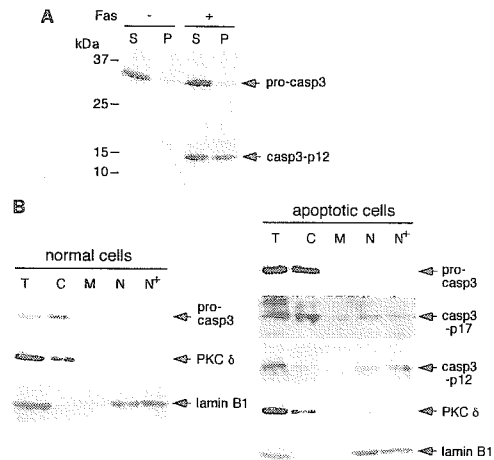 A
Fas - +
kDa S P S P
37
25
15
10
pro-casp3
casp3-p12
B
normal cells
T C M N N+
pro-
casp3
PKC δ
lamin B1
apoptotic cells
T C M N N+
pro-
casp3
casp3
-p17
casp3
-p12
PKC δ
lamin B1